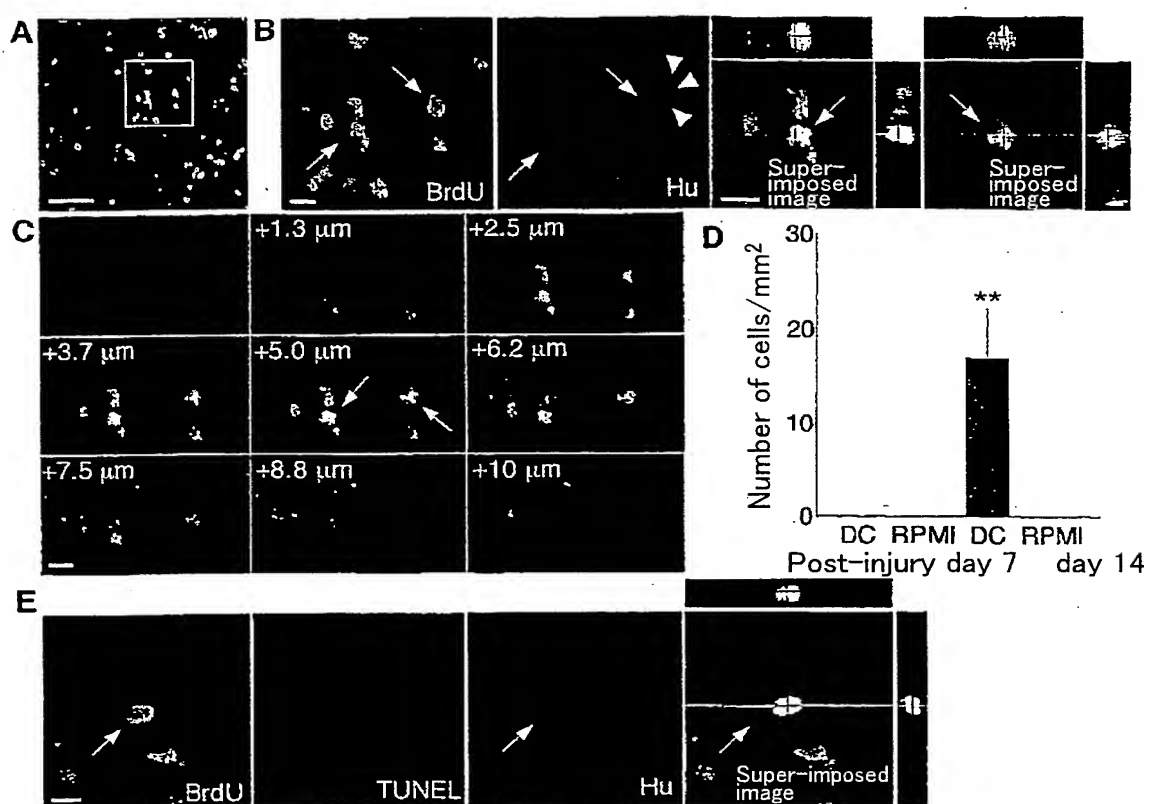 A
B
BrdU
Hu
Super-
imposed
image
Super-
imposed
image
C
+1.3 μm
+2.5 μm
+3.7 μm
+5.0 μm
+6.2 μm
+7.5 μm
+8.8 μm
+10 μm
D
Number of cells/mm²
30
20
10
0
**
DC RPMI DC RPMI
Post-injury day 7 day 14
E
BrdU
TUNEL
Hu
Super-imposed
image